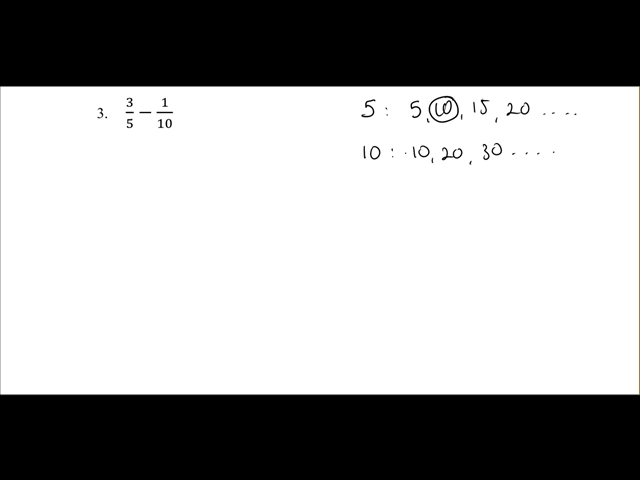 3. 3/5 − 1/10
5 : 5, 10, 15, 20 ....
10 : 10, 20, 30 ....